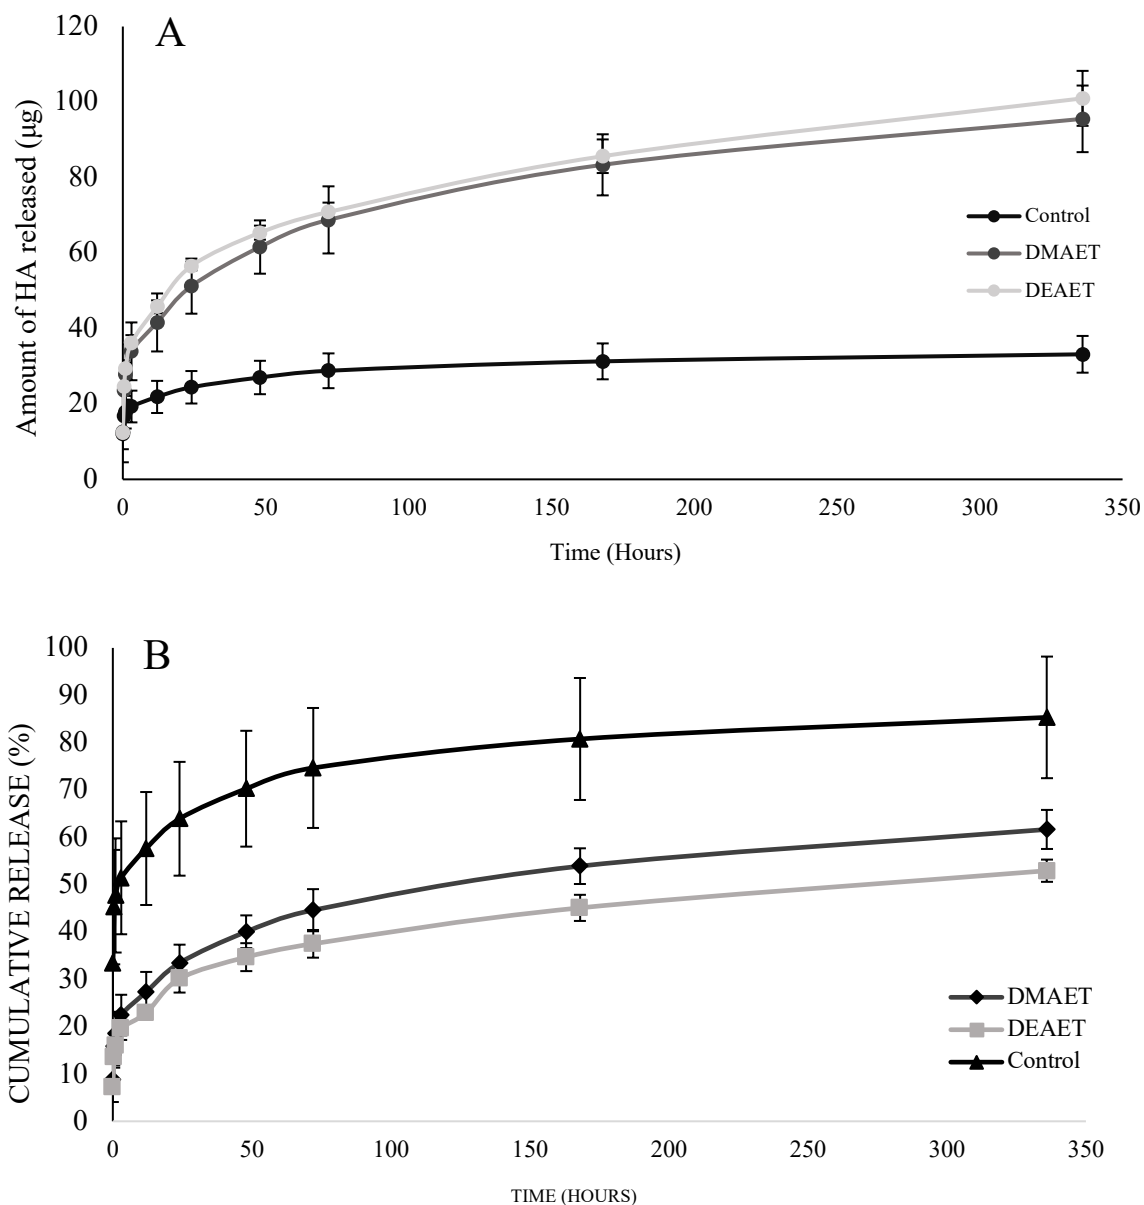 A
120
100
80
60
40
20
0
Amount of HA released (µg)
0 50 100 150 200 250 300 350
Time (Hours)
Control
DMAET
DEAET
B
100
90
80
70
60
50
40
30
20
10
0
CUMULATIVE RELEASE (%)
0 50 100 150 200 250 300 350
TIME (HOURS)
DMAET
DEAET
Control